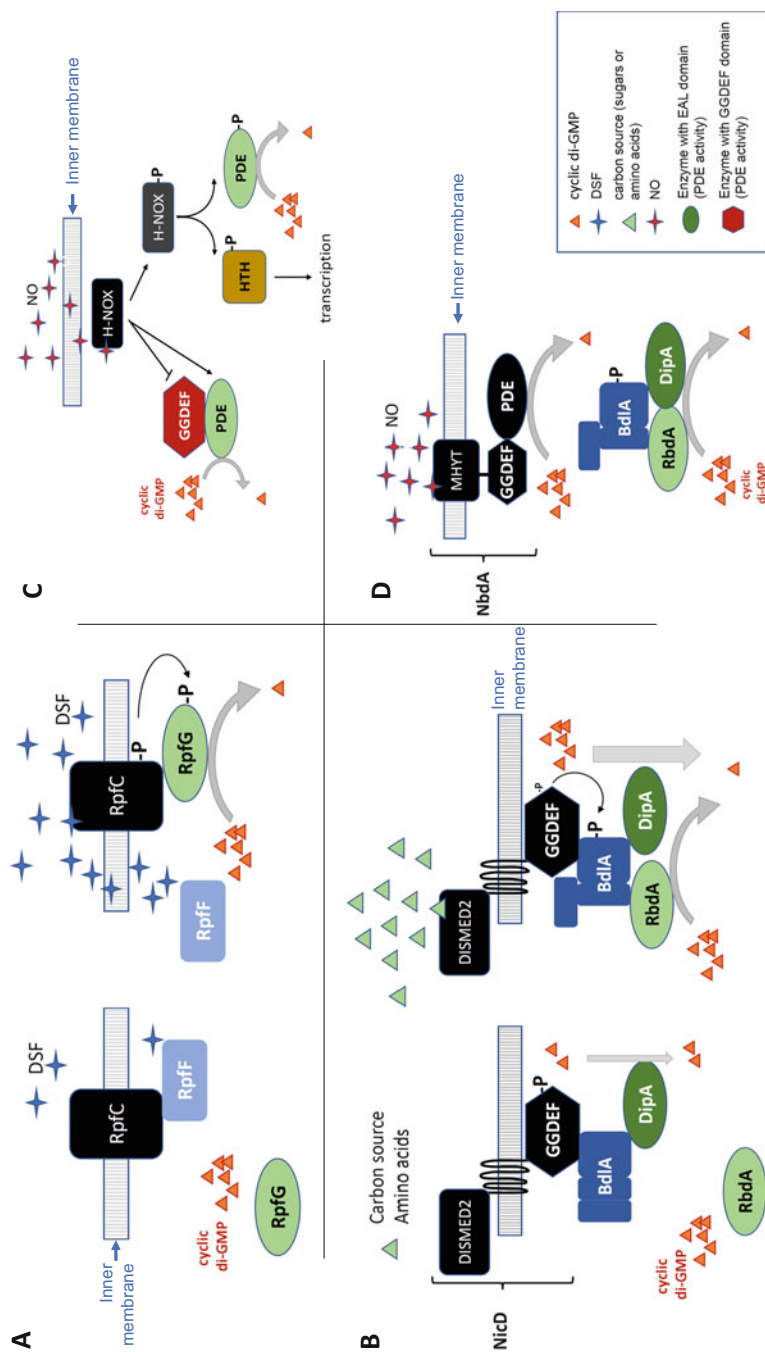 A
Inner
membrane
DSF
RpfC
RpfF
cyclic
di-GMP
RpfG
DSF
RpfC
-P
RpfF
-P
RpfG
B
Carbon source
Amino acids
NicD
DISMED2
GGDEF
-P
BdlA
DipA
cyclic
di-GMP
RbdA
DISMED2
Inner
membrane
GGDEF
-P
-P
BdlA
RbdA
DipA
C
NO
Inner membrane
H-NOX
H-NOX
-P
GGDEF
PDE
cyclic
di-GMP
-P
HTH
-P
PDE
transcription
D
NO
Inner membrane
NbdA
MHYT
GGDEF
PDE
BdlA
-P
RbdA
DipA
cyclic
di-GMP
cyclic di-GMP
DSF
carbon source (sugars or
amino acids)
NO
Enzyme with EAL domain
(PDE activity)
Enzyme with GGDEF domain
(PDE activity)